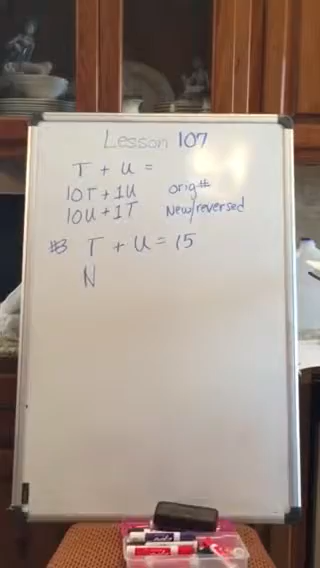 Lesson 107
T + U =
10T + 1U orig #
10U + 1T New/reversed
#3 T + U = 15
N